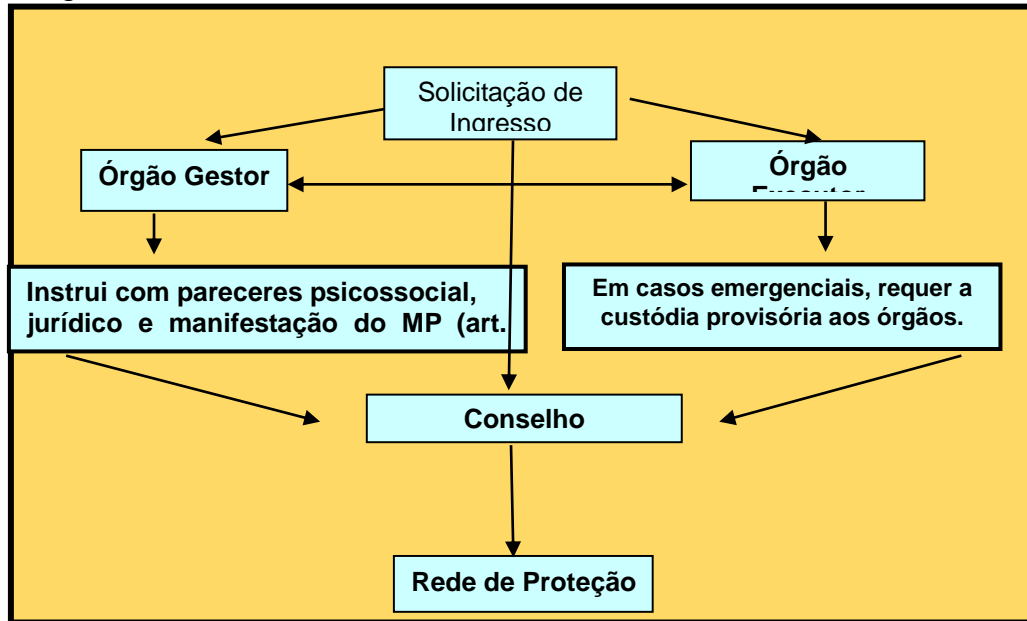 Solicitação de
Ingresso
Órgão Gestor
Órgão
Executor
Instrui com pareceres psicossocial,
jurídico e manifestação do MP (art.
Em casos emergenciais, requer a
custódia provisória aos órgãos.
Conselho
Rede de Proteção